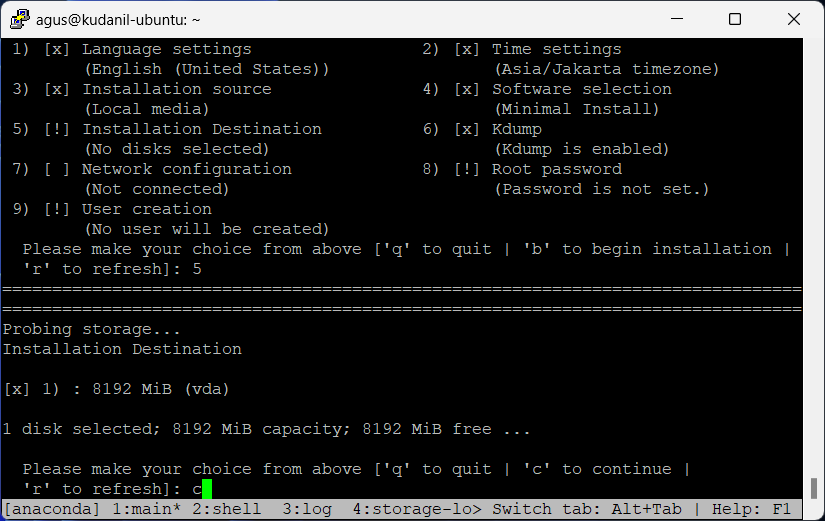 agus@kudanil-ubuntu: ~
1) [x] Language settings                 2) [x] Time settings
       (English (United States))                (Asia/Jakarta timezone)
3) [x] Installation source               4) [x] Software selection
       (Local media)                            (Minimal Install)
5) [!] Installation Destination          6) [x] Kdump
       (No disks selected)                      (Kdump is enabled)
7) [ ] Network configuration             8) [!] Root password
       (Not connected)                          (Password is not set.)
9) [!] User creation
       (No user will be created)
  Please make your choice from above ['q' to quit | 'b' to begin installation |
  'r' to refresh]: 5
================================================================================
================================================================================
Probing storage...
Installation Destination
[x] 1) : 8192 MiB (vda)
1 disk selected; 8192 MiB capacity; 8192 MiB free ...
  Please make your choice from above ['q' to quit | 'c' to continue |
  'r' to refresh]: c
[anaconda] 1:main* 2:shell  3:log  4:storage-lo> Switch tab: Alt+Tab | Help: F1